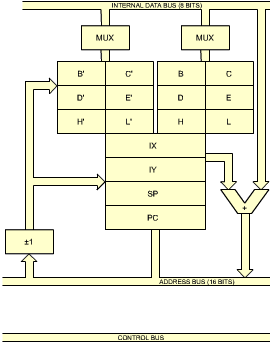 INTERNAL DATA BUS (8 BITS)
MUX MUX
B' C' B C
D' E' D E
H' L' H L
IX
IY
SP
PC
+
±1
ADDRESS BUS (16 BITS)
CONTROL BUS